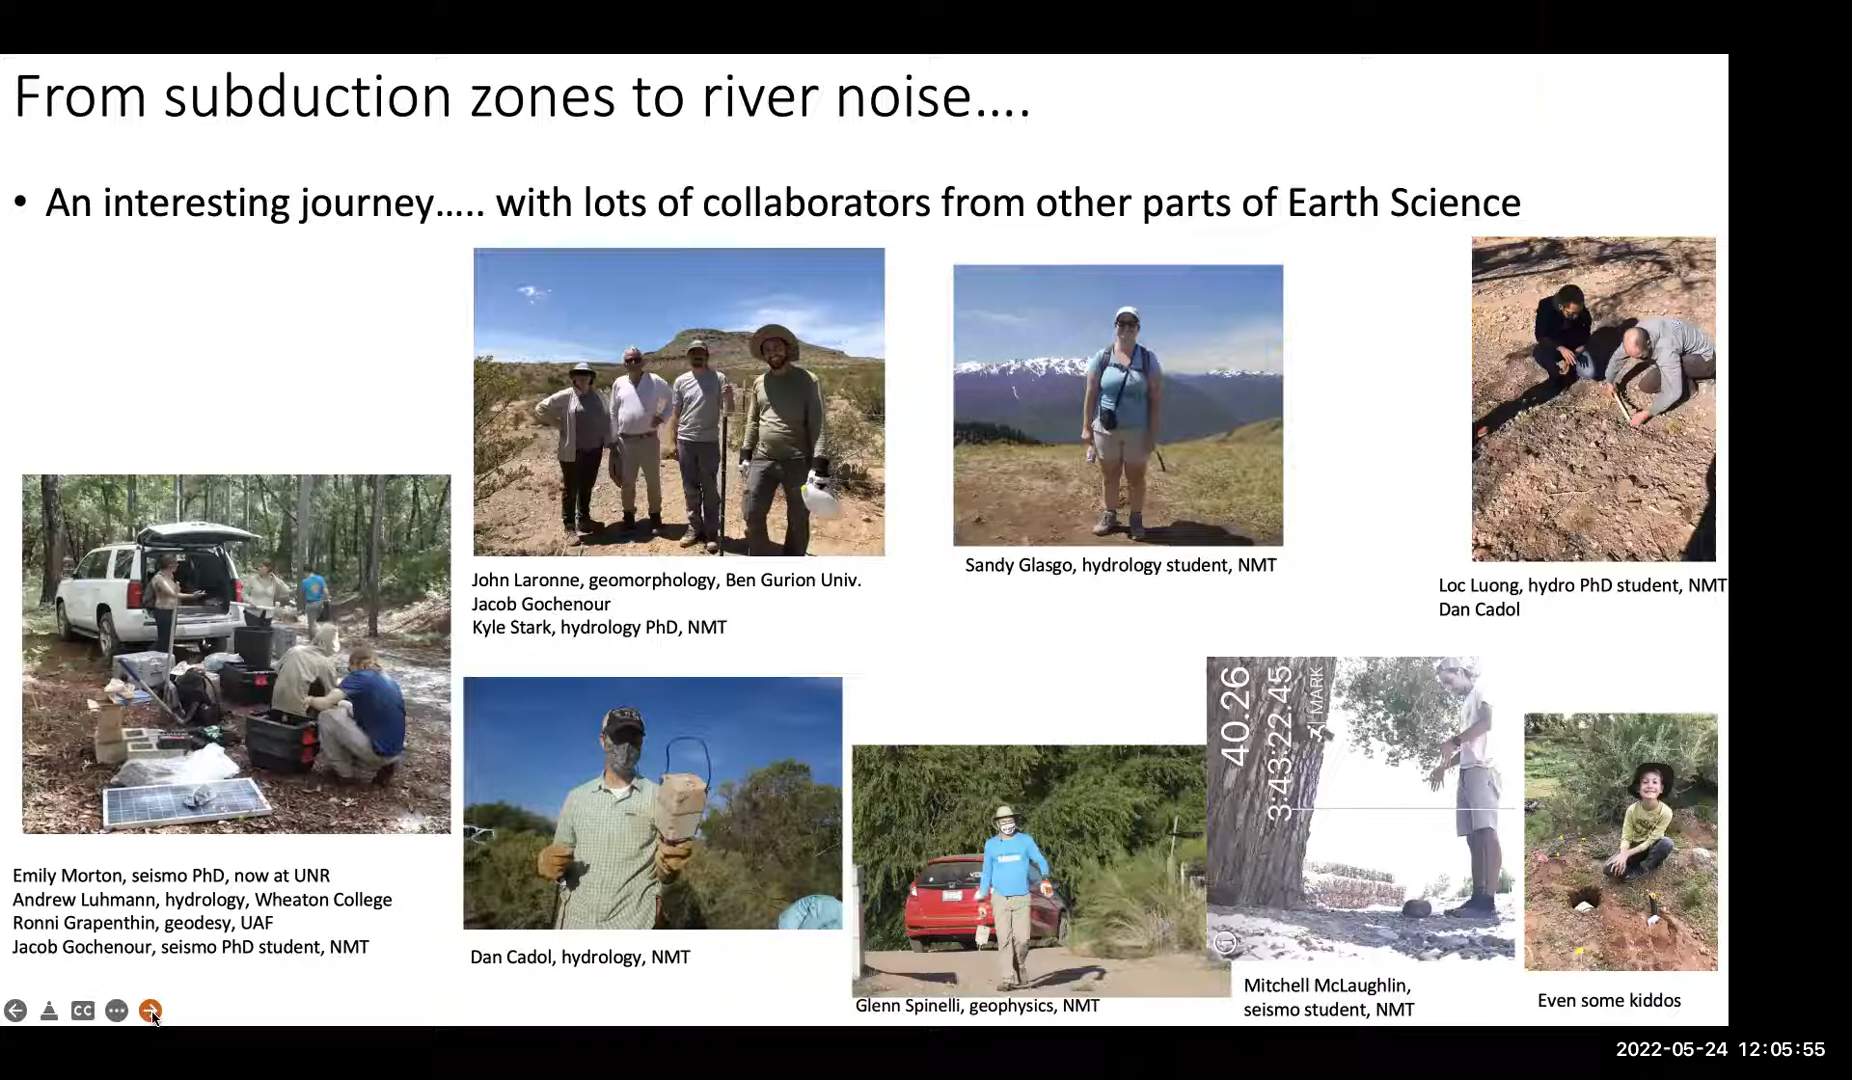 From subduction zones to river noise....
• An interesting journey..... with lots of collaborators from other parts of Earth Science
John Laronne, geomorphology, Ben Gurion Univ.
Jacob Gochenour
Kyle Stark, hydrology PhD, NMT
Sandy Glasgo, hydrology student, NMT
Loc Luong, hydro PhD student, NMT
Dan Cadol
Emily Morton, seismo PhD, now at UNR
Andrew Luhmann, hydrology, Wheaton College
Ronni Grapenthin, geodesy, UAF
Jacob Gochenour, seismo PhD student, NMT
Dan Cadol, hydrology, NMT
Glenn Spinelli, geophysics, NMT
40.26
3:43:22.45
MARK
Mitchell McLaughlin,
seismo student, NMT
Even some kiddos
CC
2022-05-24 12:05:55